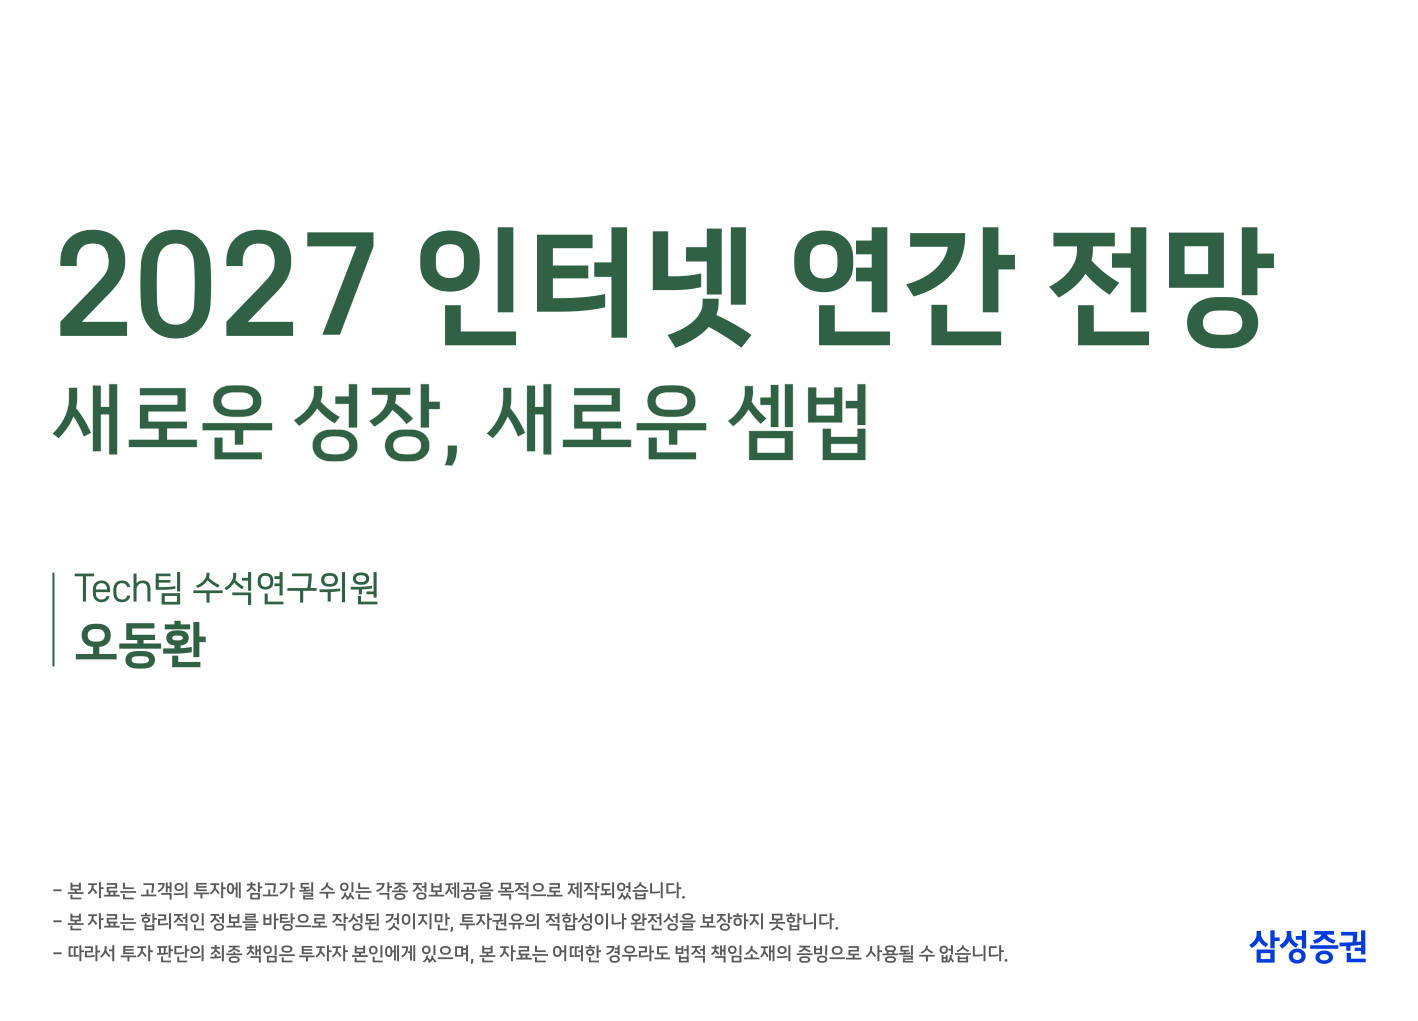 2027 인터넷 연간 전망
새로운 성장, 새로운 셈법
Tech팀 수석연구위원
오동환
- 본 자료는 고객의 투자에 참고가 될 수 있는 각종 정보제공을 목적으로 제작되었습니다.
- 본 자료는 합리적인 정보를 바탕으로 작성된 것이지만, 투자권유의 적합성이나 완전성을 보장하지 못합니다.
- 따라서 투자 판단의 최종 책임은 투자자 본인에게 있으며, 본 자료는 어떠한 경우라도 법적 책임소재의 증빙으로 사용될 수 없습니다.
삼성증권